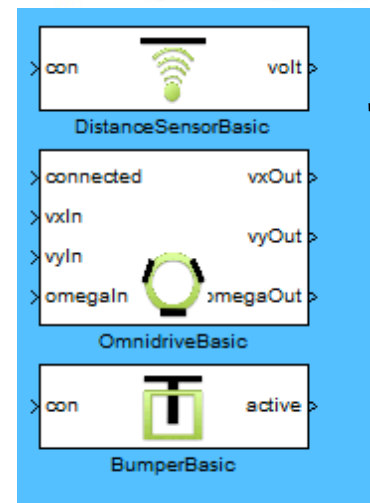 con volt
DistanceSensorBasic
connected vxOut
vxIn
vyOut
vyIn
omegaIn omegaOut
OmnidriveBasic
con active
BumperBasic